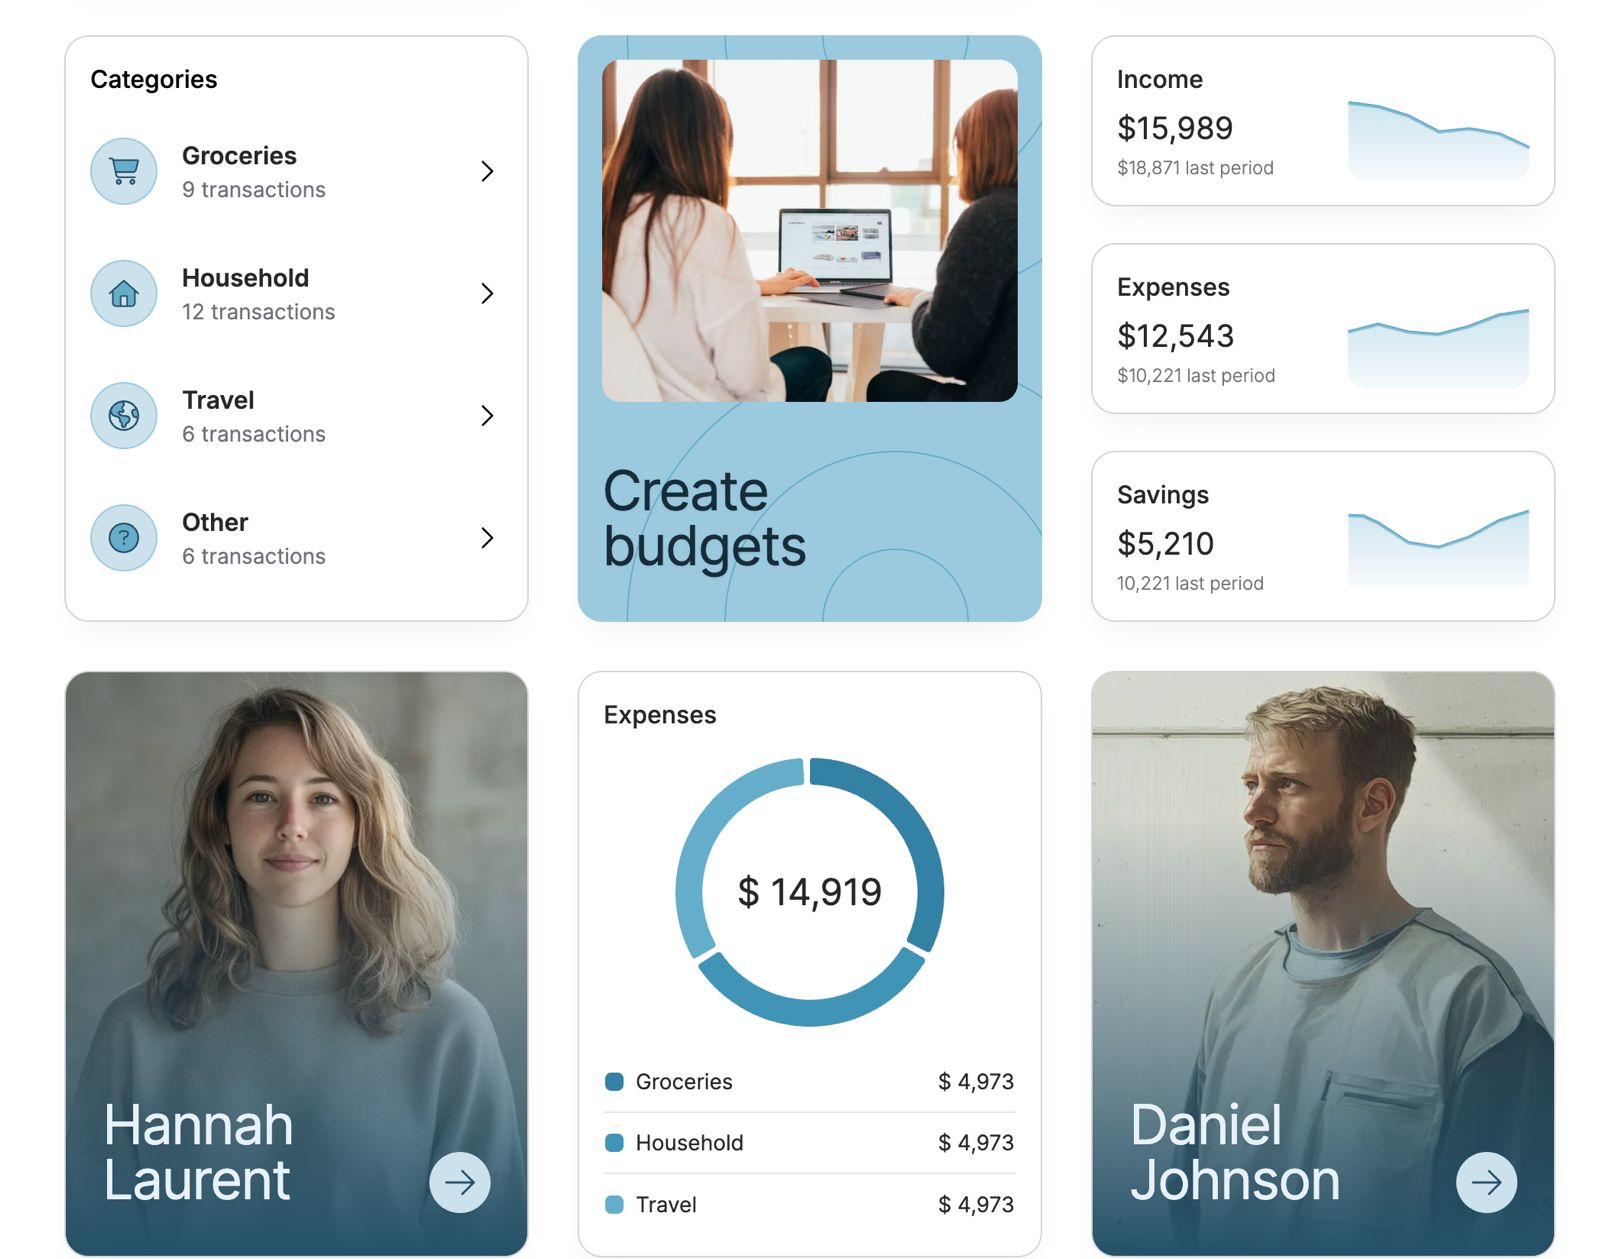 Categories
Groceries
9 transactions
Household
12 transactions
Travel
6 transactions
Other
6 transactions
Create
budgets
Income
$15,989
$18,871 last period
Expenses
$12,543
$10,221 last period
Savings
$5,210
10,221 last period
Hannah
Laurent
Expenses
$ 14,919
Groceries $ 4,973
Household $ 4,973
Travel $ 4,973
Daniel
Johnson